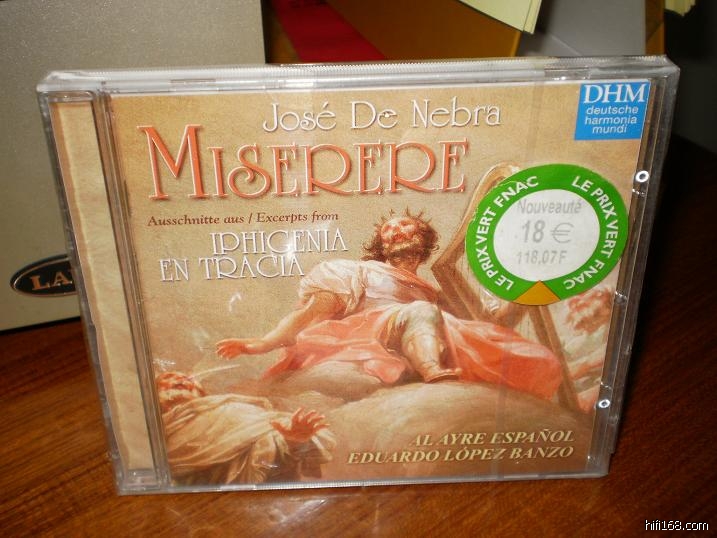 José De Nebra
MISERERE
Ausschnitte aus / Excerpts from
IPHIGENIA
EN TRACIA
DHM
deutsche
harmonia
mundi
LE PRIX VERT FNAC
LE PRIX VERT FNAC
Nouveauté
18 €
118,07F
AL AYRE ESPAÑOL
EDUARDO LÓPEZ BANZO
hifi168.com